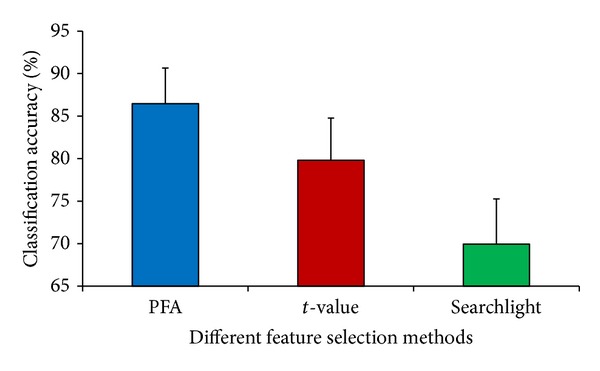 95
90
85
80
75
70
65
Classification accuracy (%)
PFA
t-value
Searchlight
Different feature selection methods